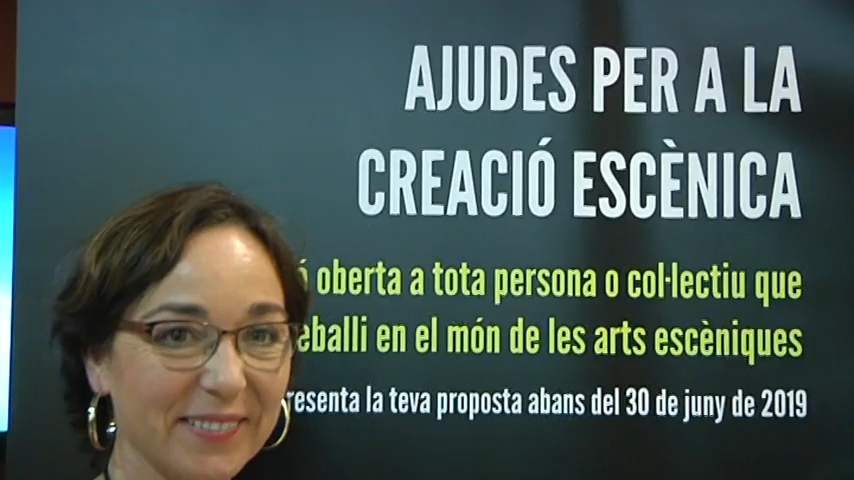 AJUDES PER A LA
CREACIÓ ESCÈNICA
oberta a tota persona o col·lectiu que
en el món de les arts escèniques
la teva proposta abans del 30 de juny de 2019